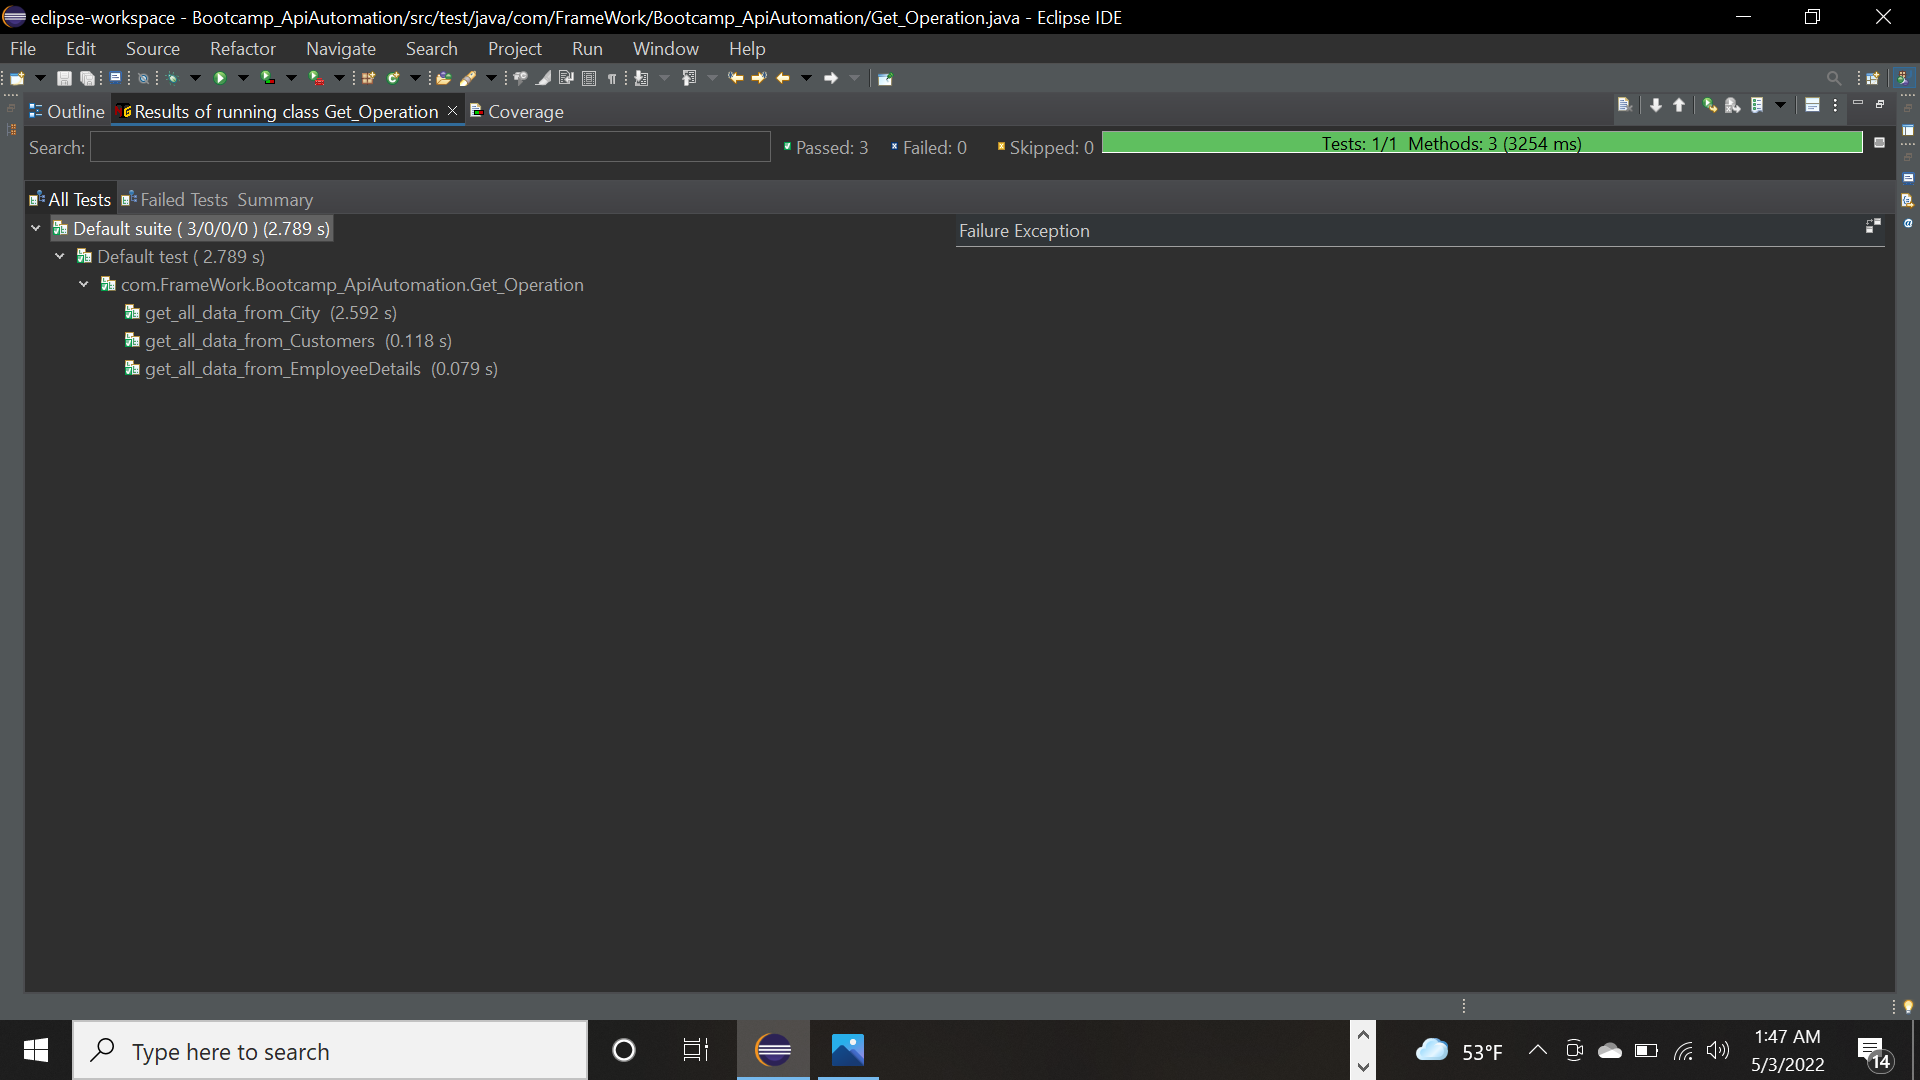 eclipse-workspace - Bootcamp_ApiAutomation/src/test/java/com/FrameWork/Bootcamp_ApiAutomation/Get_Operation.java - Eclipse IDE
File Edit Source Refactor Navigate Search Project Run Window Help
Outline Results of running class Get_Operation Coverage
Search: Passed: 3 Failed: 0 Skipped: 0 Tests: 1/1 Methods: 3 (3254 ms)
All Tests Failed Tests Summary
Default suite ( 3/0/0/0 ) (2.789 s)
Failure Exception
Default test ( 2.789 s)
com.FrameWork.Bootcamp_ApiAutomation.Get_Operation
get_all_data_from_City (2.592 s)
get_all_data_from_Customers (0.118 s)
get_all_data_from_EmployeeDetails (0.079 s)
Type here to search
53°F
1:47 AM
5/3/2022
14